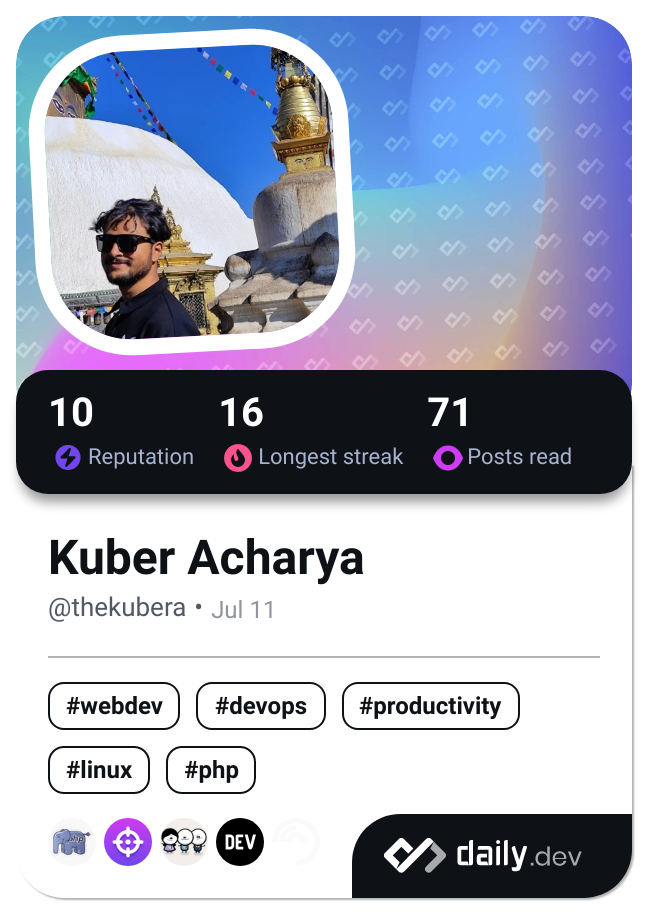 10 16 71
Reputation Longest streak Posts read
Kuber Acharya
@thekubera • Jul 11
#webdev #devops #productivity
#linux #php
php DEV daily.dev